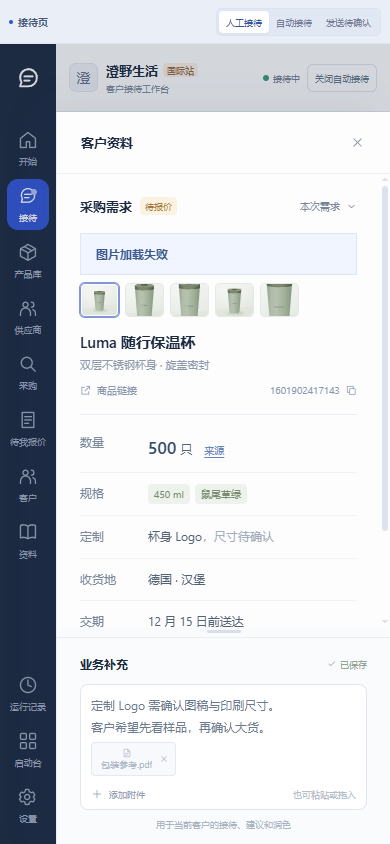 接待页
人工接待
自动接待
发送待确认
澄
澄野生活
国际站
客户接待工作台
接待中
关闭自动接待
开始
接待
产品库
供应商
采购
待我报价
客户
资料
运行记录
启动台
设置
客户资料
采购需求
待报价
本次需求
图片加载失败
Luma 随行保温杯
双层不锈钢杯身 · 旋盖密封
商品链接
1601902417143
数量
500 只
来源
规格
450 ml
鼠尾草绿
定制
杯身 Logo，尺寸待确认
收货地
德国 · 汉堡
交期
12 月 15 日前送达
业务补充
已保存
定制 Logo 需确认图稿与印刷尺寸。
客户希望先看样品，再确认大货。
包装参考.pdf
添加附件
也可粘贴或拖入
用于当前客户的接待、建议和润色